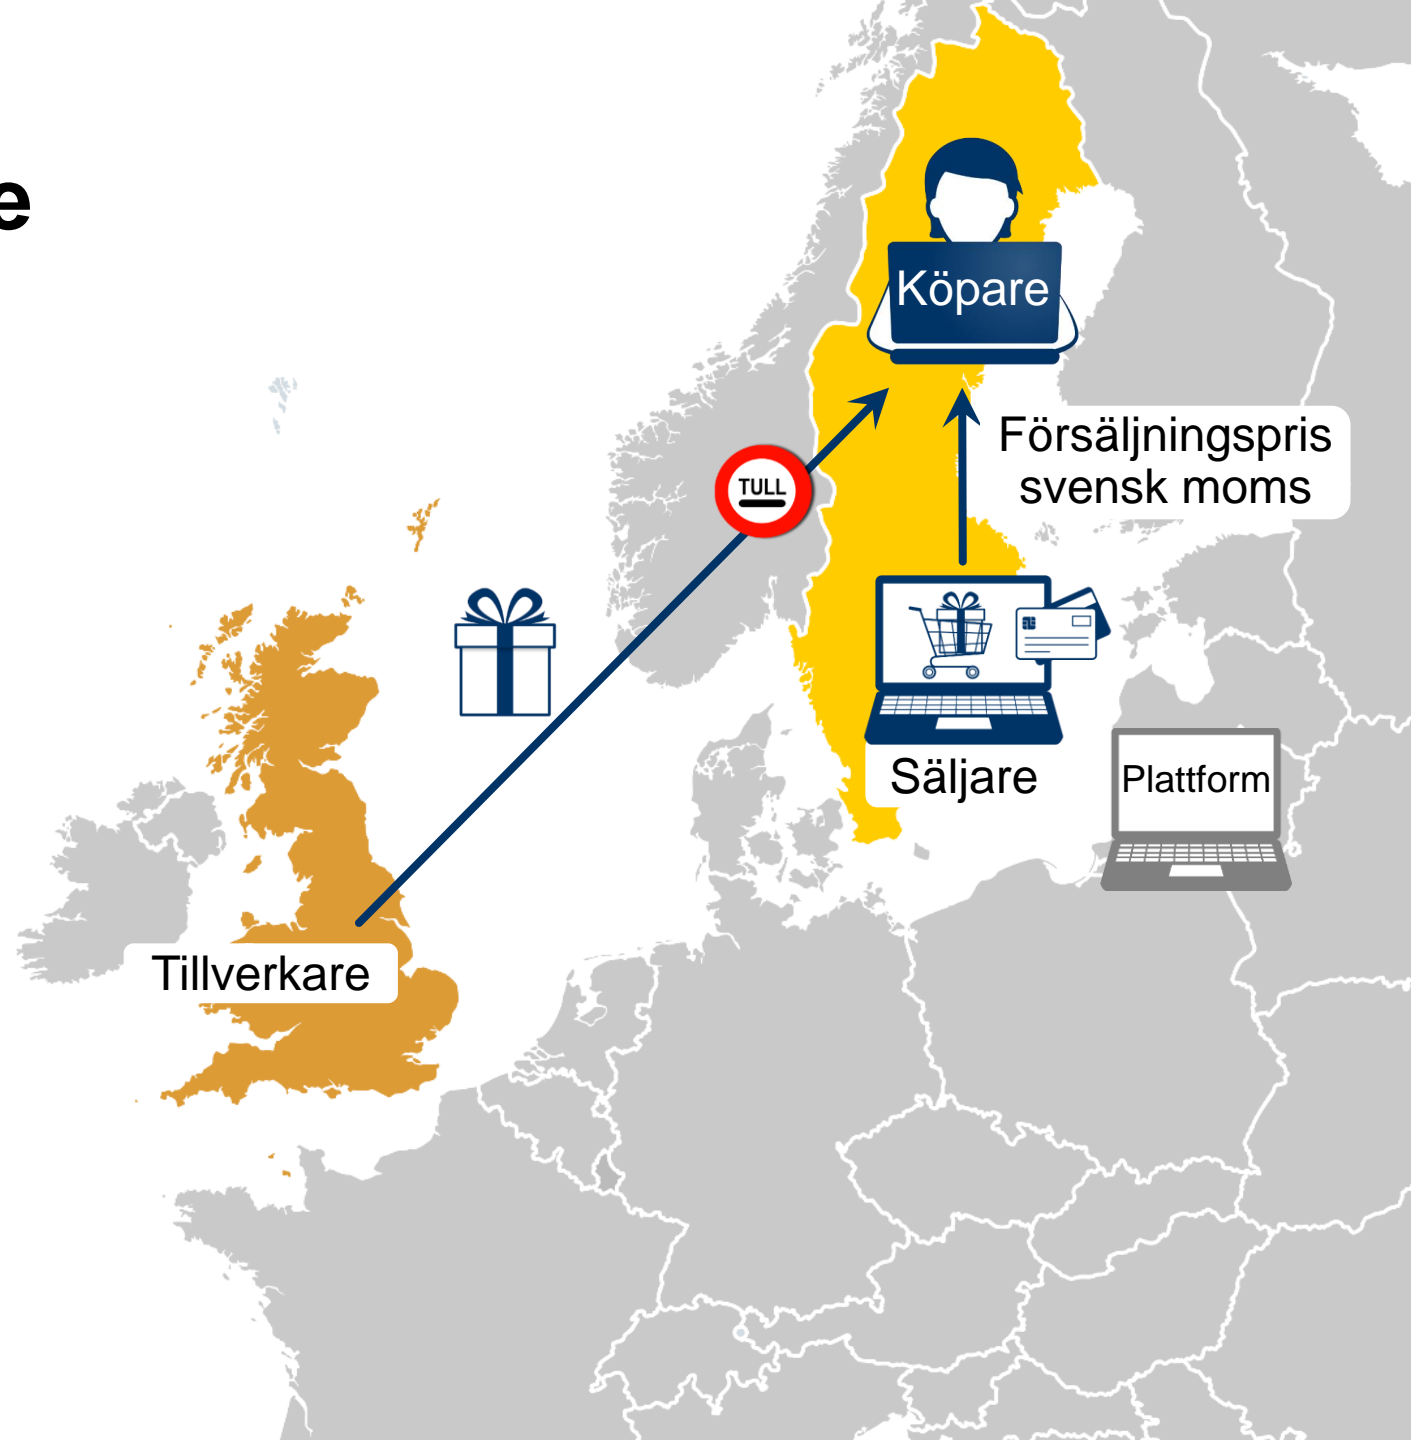 e
Köpare
Försäljningspris
svensk moms
TULL
Säljare
Plattform
Tillverkare